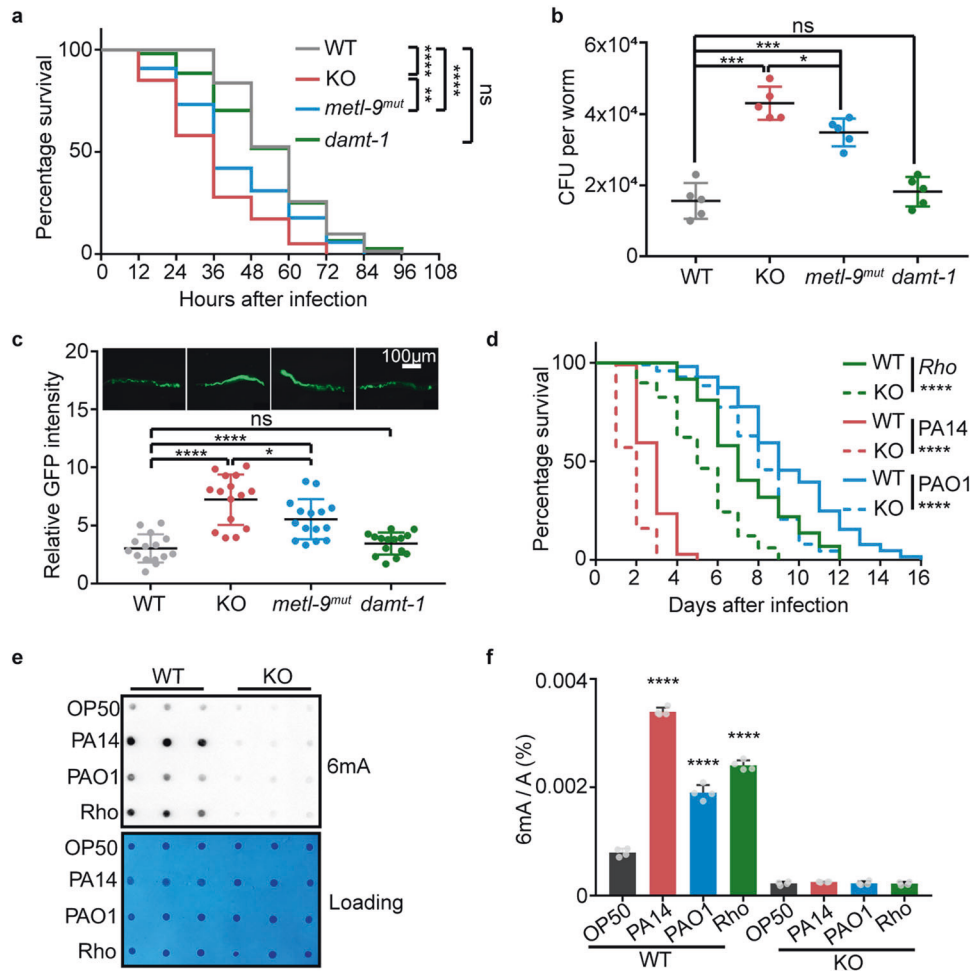 a
100
50
0
Percentage survival
0 12 24 36 48 60 72 84 96 108
Hours after infection
WT
KO
metl-9ᵐᵘᵗ
damt-1
****
**
****
ns
b
6x10⁴
4x10⁴
2x10⁴
0
CFU per worm
ns
***
*** *
WT KO metl-9ᵐᵘᵗ damt-1
c
20
15
10
5
0
Relative GFP intensity
100µm
ns
****
**** *
WT KO metl-9ᵐᵘᵗ damt-1
d
100
50
0
Percentage survival
0 2 4 6 8 10 12 14 16
Days after infection
WT Rho
KO ****
WT PA14
KO ****
WT PAO1
KO ****
e
WT KO
OP50
PA14
PAO1
Rho
6mA
OP50
PA14
PAO1
Rho
Loading
f
0.004
0.002
0
6mA / A (%)
****
****
****
OP50 PA14 PAO1 Rho OP50 PA14 PAO1 Rho
WT KO